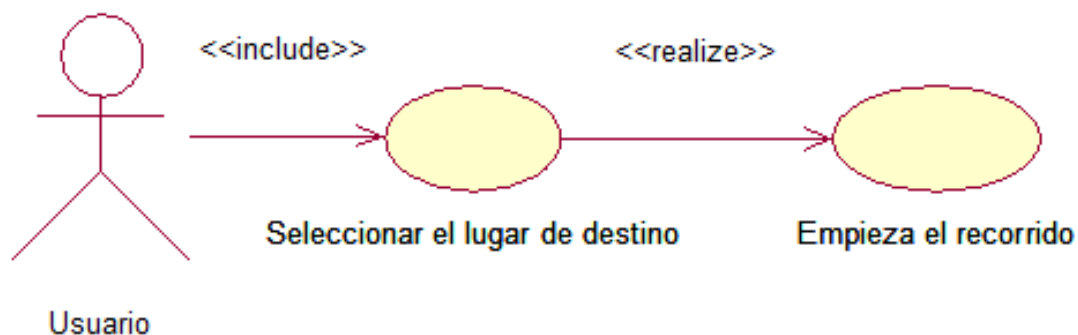 <<include>>
<<realize>>
Seleccionar el lugar de destino
Empieza el recorrido
Usuario